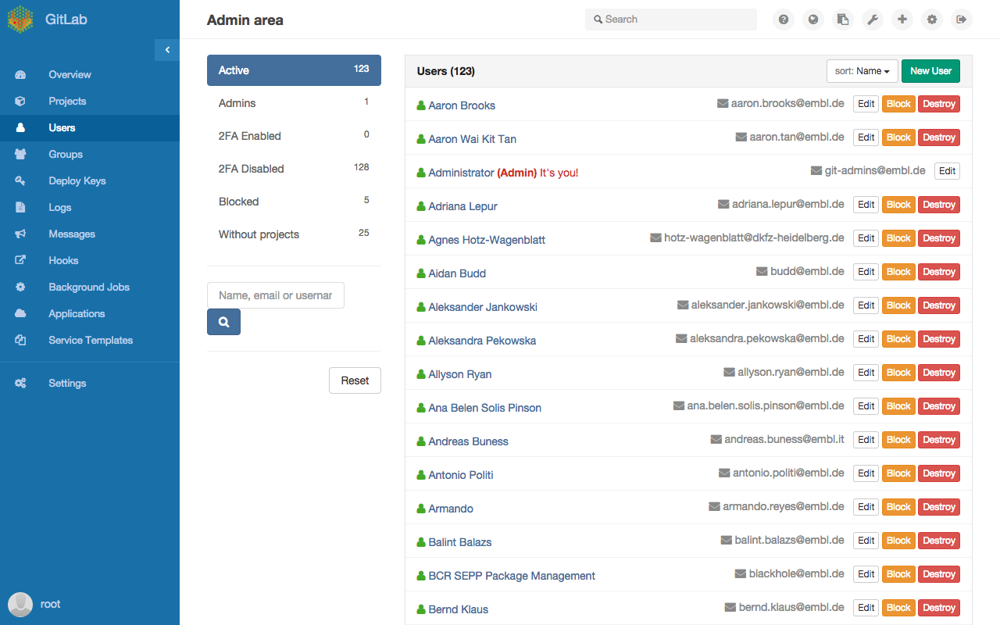 GitLab
Admin area
Search
Overview
Projects
Users
Groups
Deploy Keys
Logs
Messages
Hooks
Background Jobs
Applications
Service Templates
Settings
root
Active 123
Admins 1
2FA Enabled 0
2FA Disabled 128
Blocked 5
Without projects 25
Name, email or usernar
Reset
Users (123) sort: Name New User
Aaron Brooks aaron.brooks@embl.de Edit Block Destroy
Aaron Wai Kit Tan aaron.tan@embl.de Edit Block Destroy
Administrator (Admin) It's you! git-admins@embl.de Edit
Adriana Lepur adriana.lepur@embl.de Edit Block Destroy
Agnes Hotz-Wagenblatt hotz-wagenblatt@dkfz-heidelberg.de Edit Block Destroy
Aidan Budd budd@embl.de Edit Block Destroy
Aleksander Jankowski aleksander.jankowski@embl.de Edit Block Destroy
Aleksandra Pekowska aleksandra.pekowska@embl.de Edit Block Destroy
Allyson Ryan allyson.ryan@embl.de Edit Block Destroy
Ana Belen Solis Pinson ana.belen.solis.pinson@embl.de Edit Block Destroy
Andreas Buness andreas.buness@embl.it Edit Block Destroy
Antonio Politi antonio.politi@embl.de Edit Block Destroy
Armando armando.reyes@embl.de Edit Block Destroy
Balint Balazs balint.balazs@embl.de Edit Block Destroy
BCR SEPP Package Management blackhole@embl.de Edit Block Destroy
Bernd Klaus bernd.klaus@embl.de Edit Block Destroy